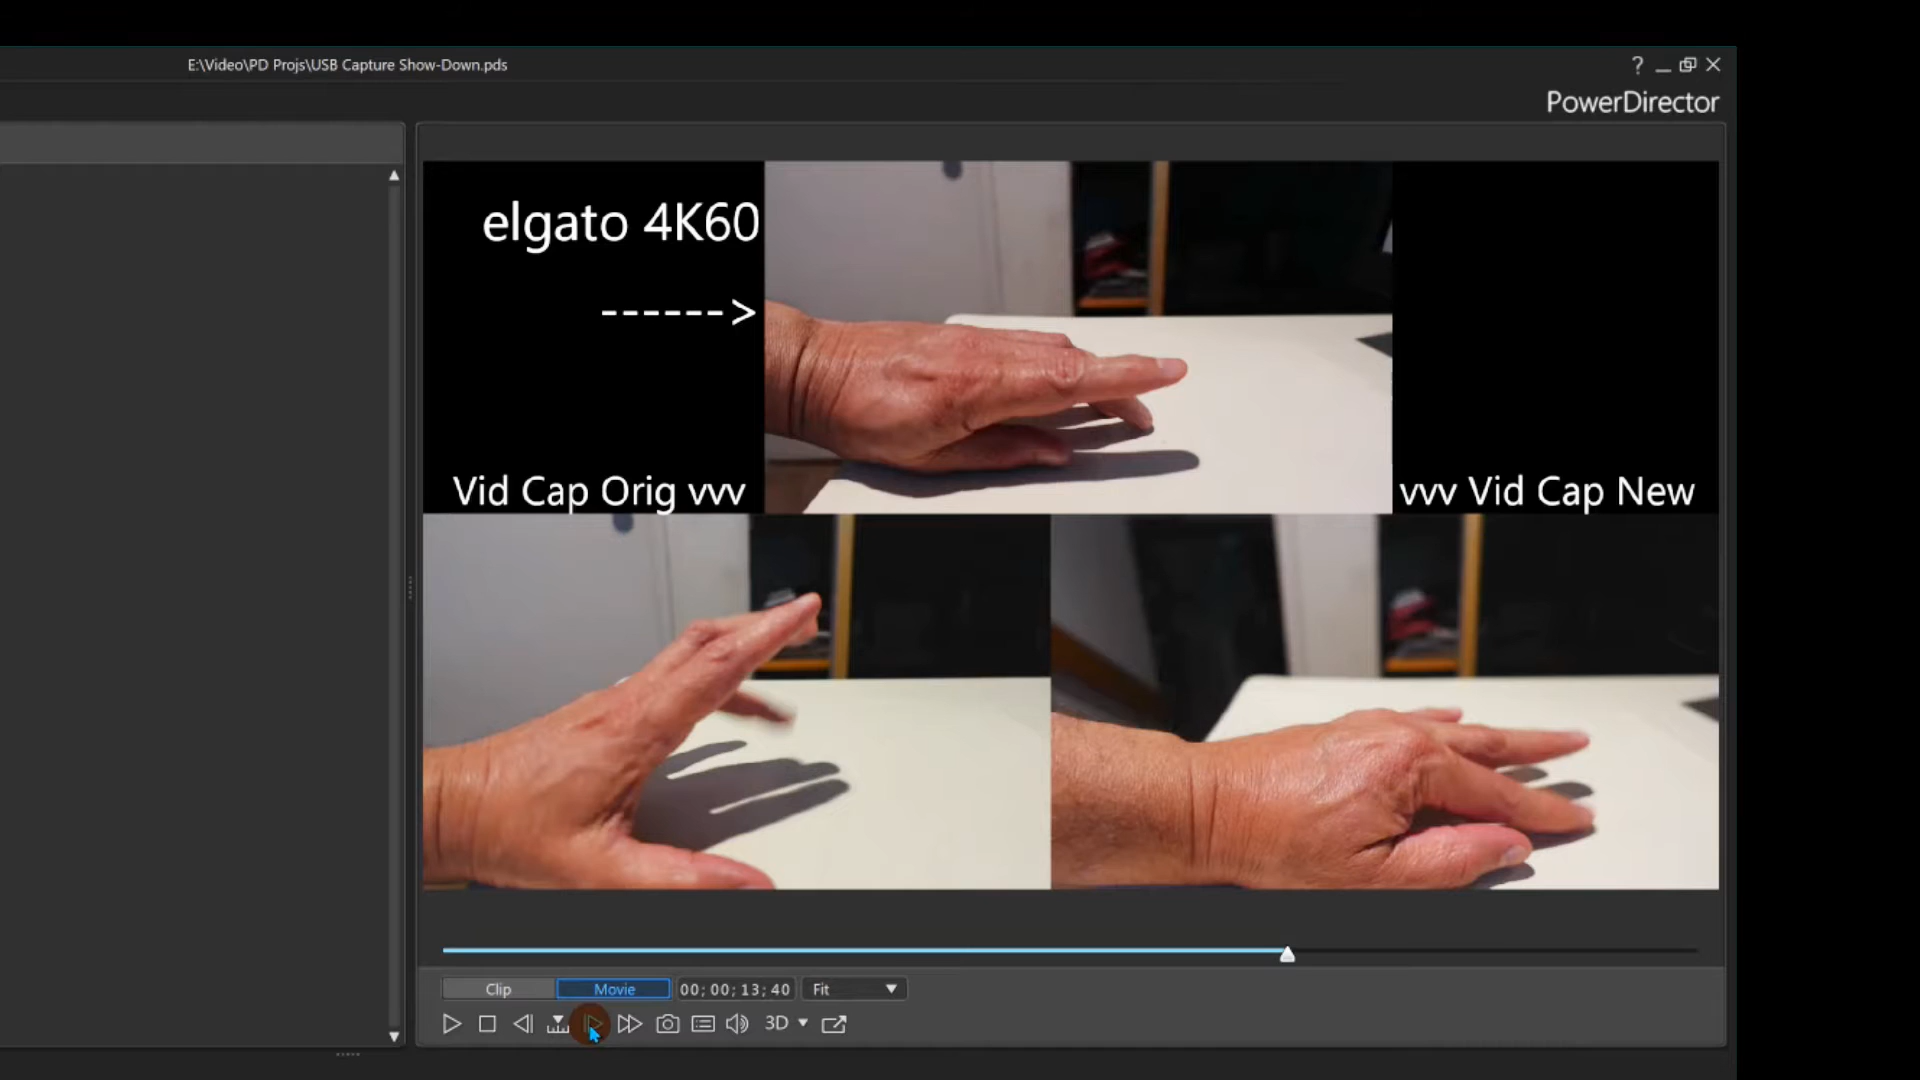 E:\Video\PD Projs\USB Capture Show-Down.pds
?
PowerDirector
elgato 4K60
------>
Vid Cap Orig vvv
vvv Vid Cap New
Clip
Movie
00;00;13;40
Fit
3D